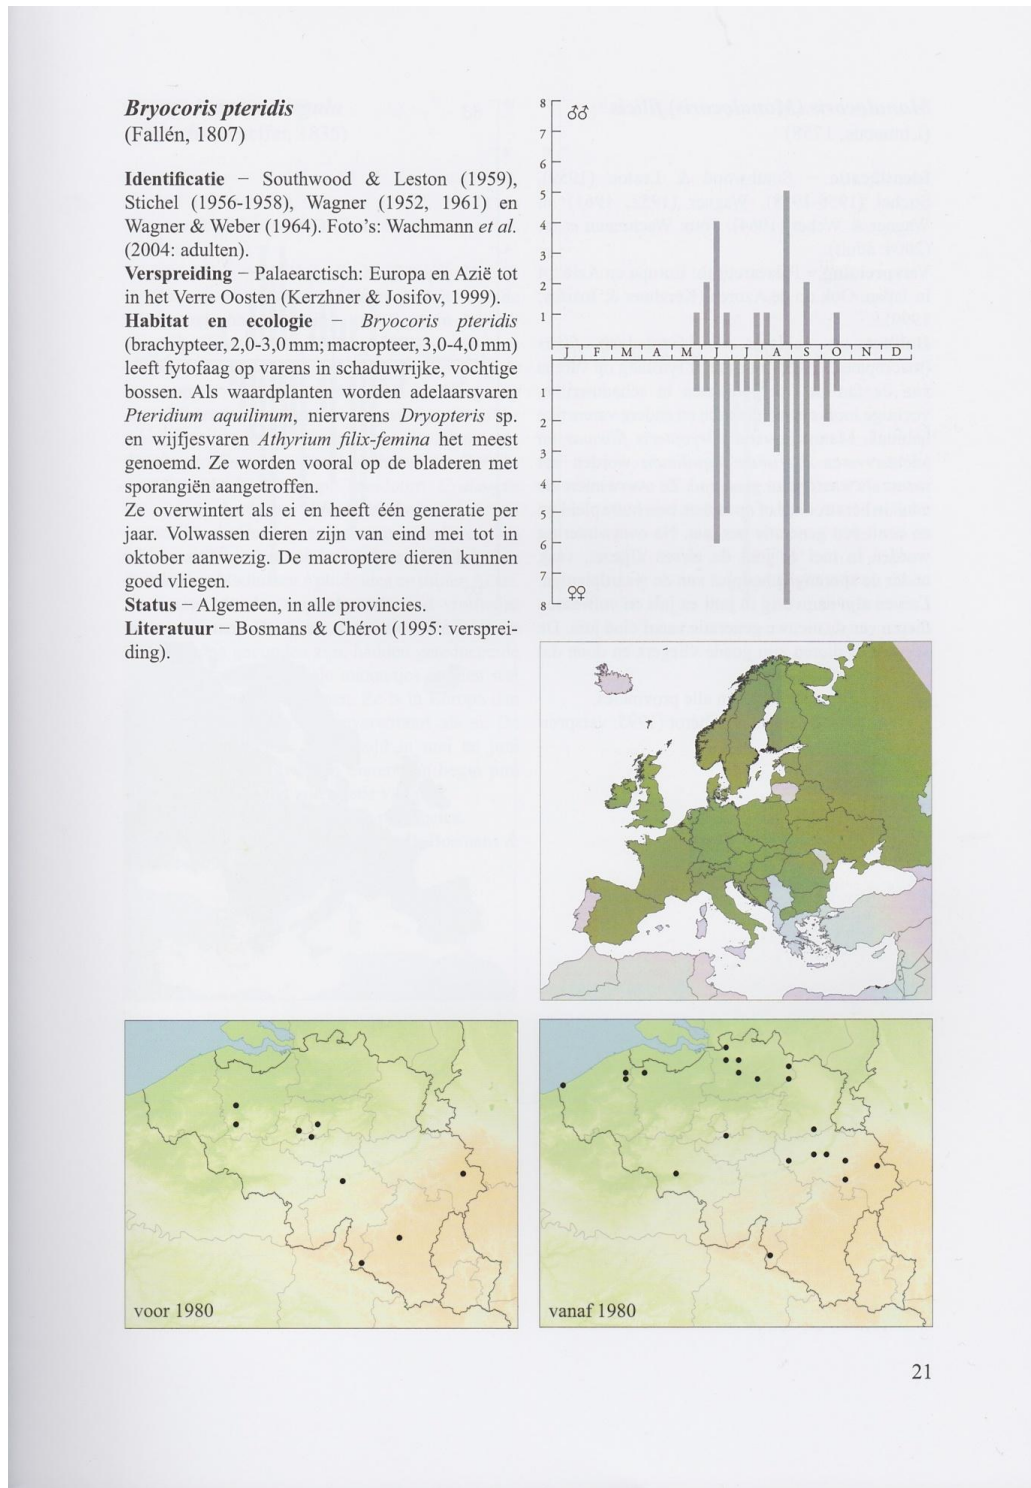 Bryocoris pteridis
(Fallén, 1807)
Identificatie – Southwood & Leston (1959),
Stichel (1956-1958), Wagner (1952, 1961) en
Wagner & Weber (1964). Foto's: Wachmann et al.
(2004: adulten).
Verspreiding – Palaearctisch: Europa en Azië tot
in het Verre Oosten (Kerzhner & Josifov, 1999).
Habitat en ecologie – Bryocoris pteridis
(brachypteer, 2,0-3,0 mm; macropteer, 3,0-4,0 mm)
leeft fytofaag op varens in schaduwrijke, vochtige
bossen. Als waardplanten worden adelaarsvaren
Pteridium aquilinum, niervarens Dryopteris sp.
en wijfjesvaren Athyrium filix-femina het meest
genoemd. Ze worden vooral op de bladeren met
sporangiën aangetroffen.
Ze overwintert als ei en heeft één generatie per
jaar. Volwassen dieren zijn van eind mei tot in
oktober aanwezig. De macroptere dieren kunnen
goed vliegen.
Status – Algemeen, in alle provincies.
Literatuur – Bosmans & Chérot (1995: versprei-
ding).
8
♂♂
7
6
5
4
3
2
1
J F M A M J J A S O N D
1
2
3
4
5
6
7
♀♀
8
voor 1980
vanaf 1980
21